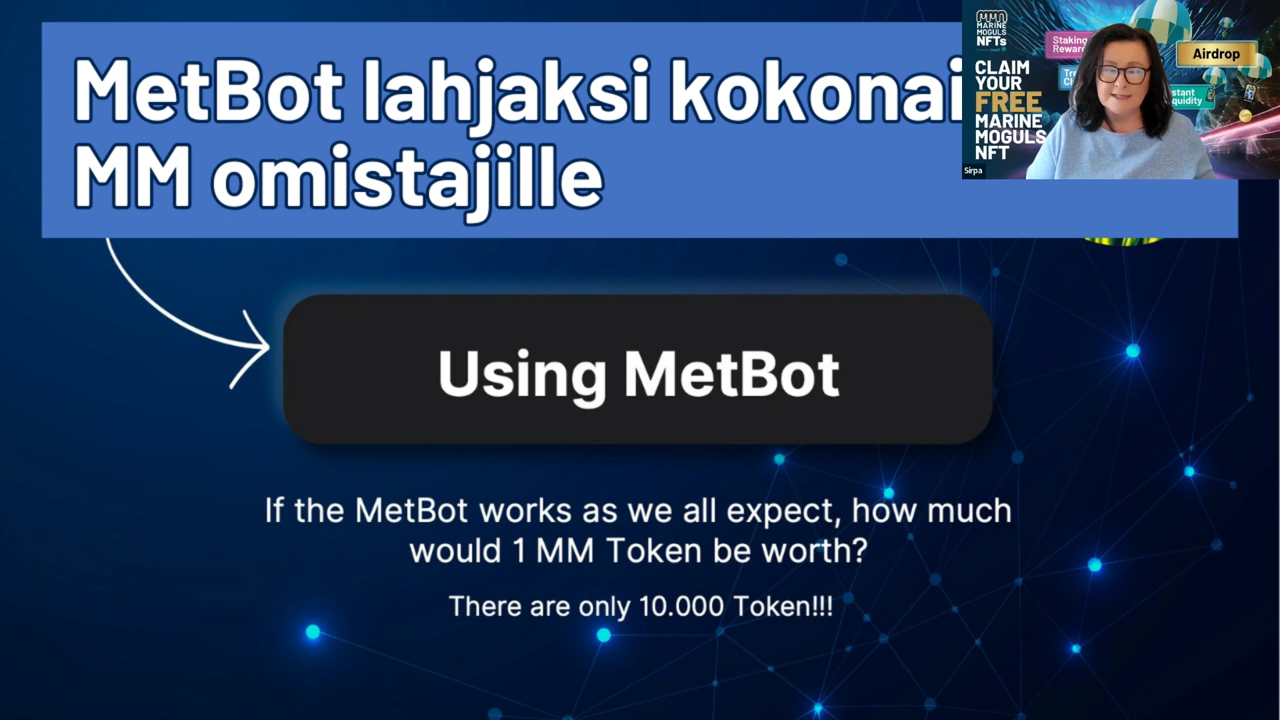 MetBot lahjaksi kokonai
MM omistajille
Using MetBot
If the MetBot works as we all expect, how much
would 1 MM Token be worth?
There are only 10.000 Token!!!
MARINE
MOGULS
NFTs
CLAIM
YOUR
FREE
MARINE
MOGULS
NFT
Staking
Airdrop
Sirpa